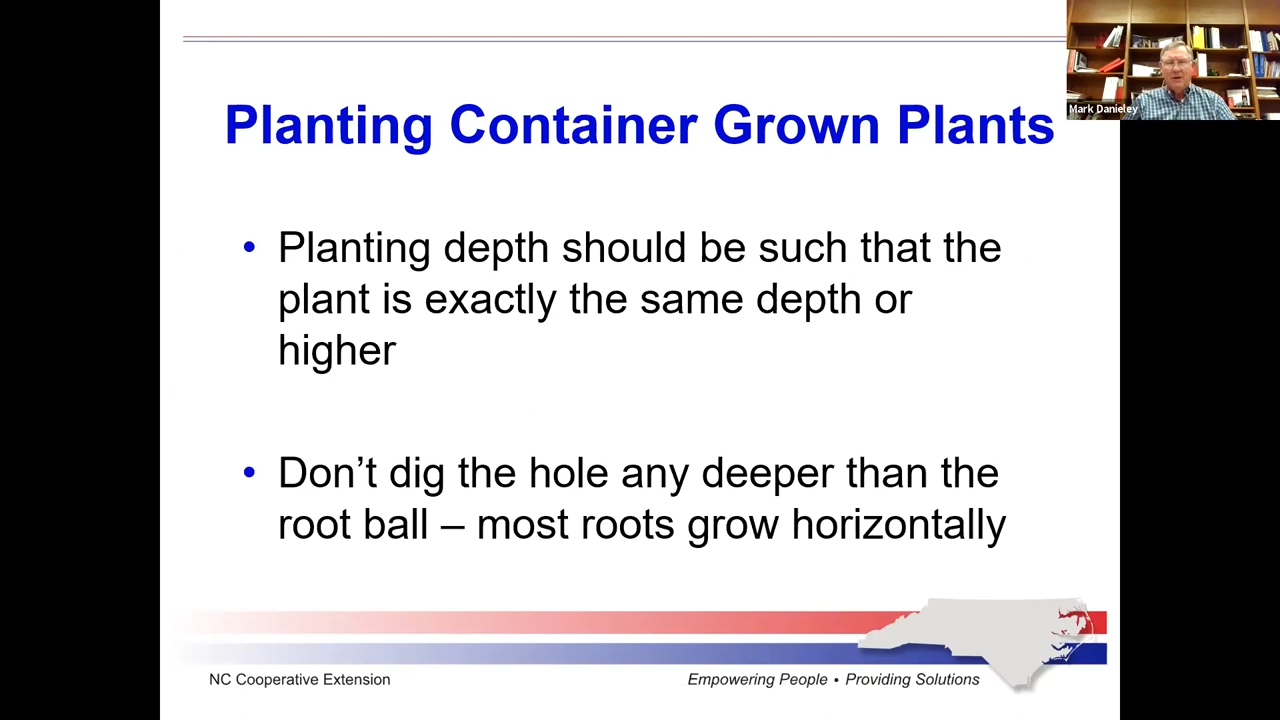 Mark Danieley
Planting Container Grown Plants
• Planting depth should be such that the
plant is exactly the same depth or
higher
• Don’t dig the hole any deeper than the
root ball – most roots grow horizontally
NC Cooperative Extension
Empowering People • Providing Solutions